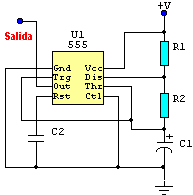 +V
Salida
U1
555
R1
Gnd Vcc
Trg Dis
Out Thr
Rst Ctl
R2
C2
+
C1